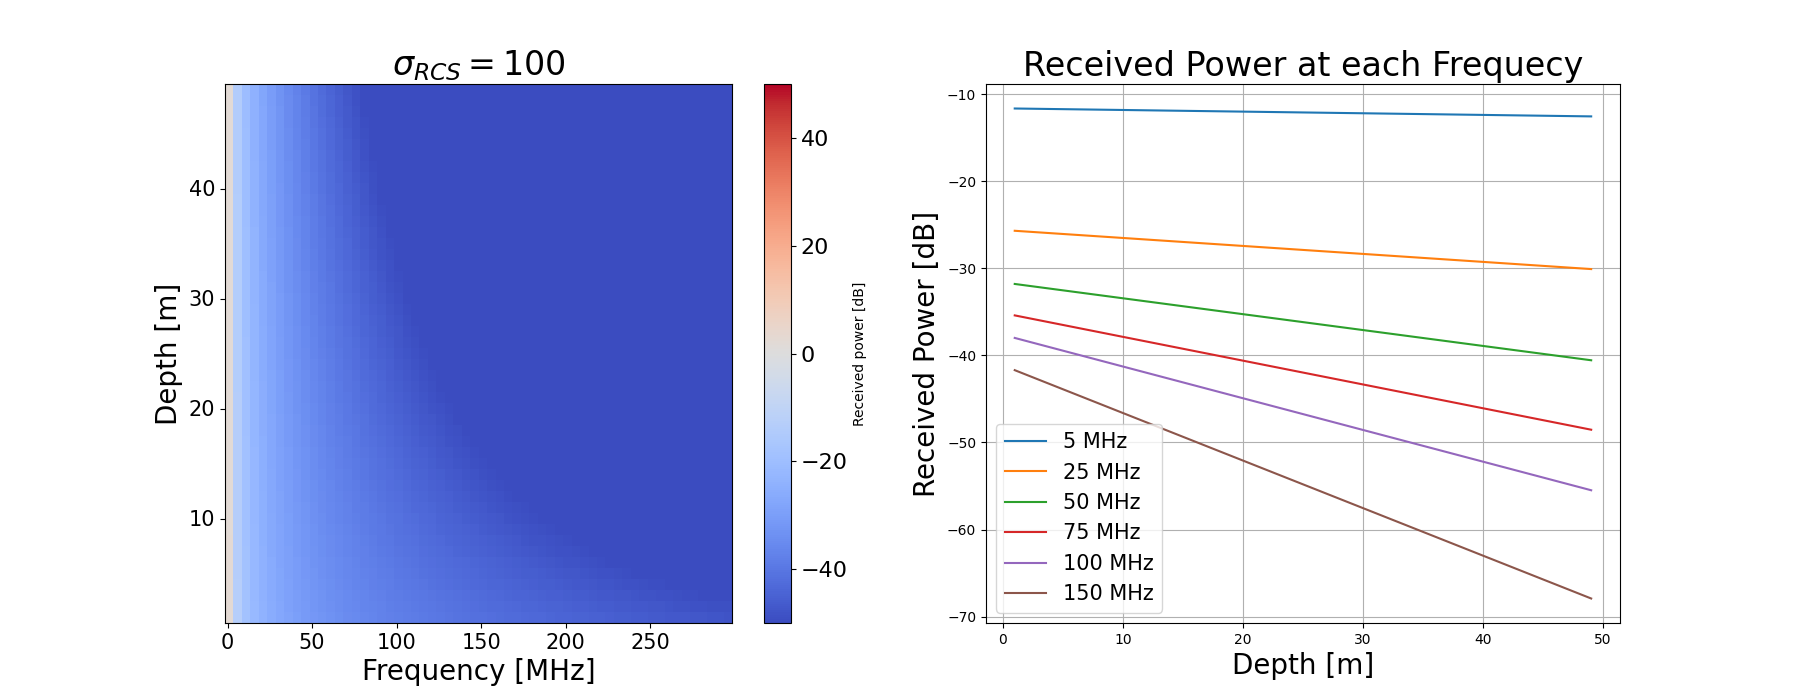 σRCS = 100
Depth [m]
40
30
20
10
0 50 100 150 200 250
Frequency [MHz]
40
20
0
−20
−40
Received power [dB]
Received Power at each Frequecy
Received Power [dB]
−10
−20
−30
−40
−50
−60
−70
5 MHz
25 MHz
50 MHz
75 MHz
100 MHz
150 MHz
0 10 20 30 40 50
Depth [m]